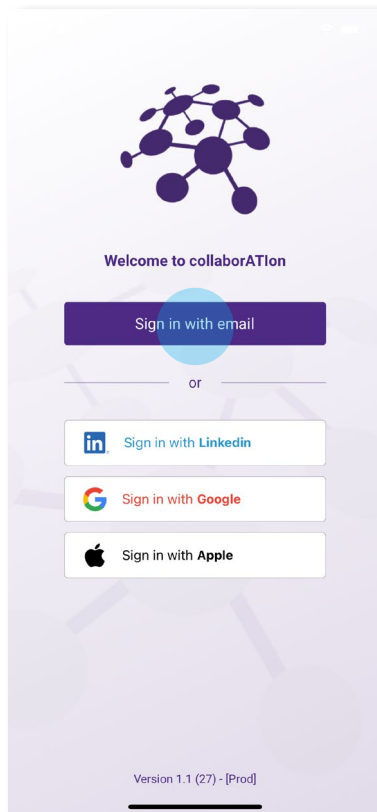 Welcome to collaborATIon
Sign in with email
or
in
Sign in with Linkedin
Sign in with Google
Sign in with Apple
Version 1.1 (27) - [Prod]